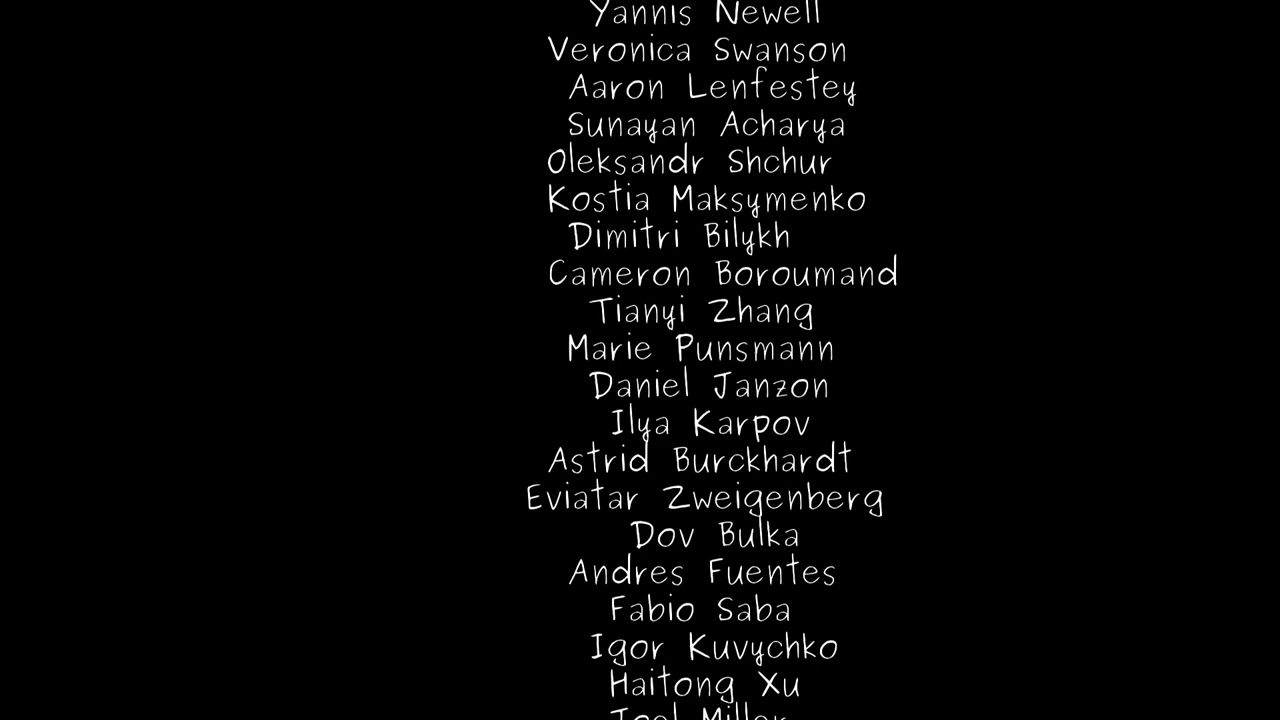 Yannis Newell
Veronica Swanson
Aaron Lenfestey
Sunayan Acharya
Oleksandr Shchur
Kostia Maksymenko
Dimitri Bilykh
Cameron Boroumand
Tianyi Zhang
Marie Punsmann
Daniel Janzon
Ilya Karpov
Astrid Burckhardt
Eviatar Zweigenberg
Dov Bulka
Andres Fuentes
Fabio Saba
Igor Kuvychko
Haitong Xu
Joel Miller